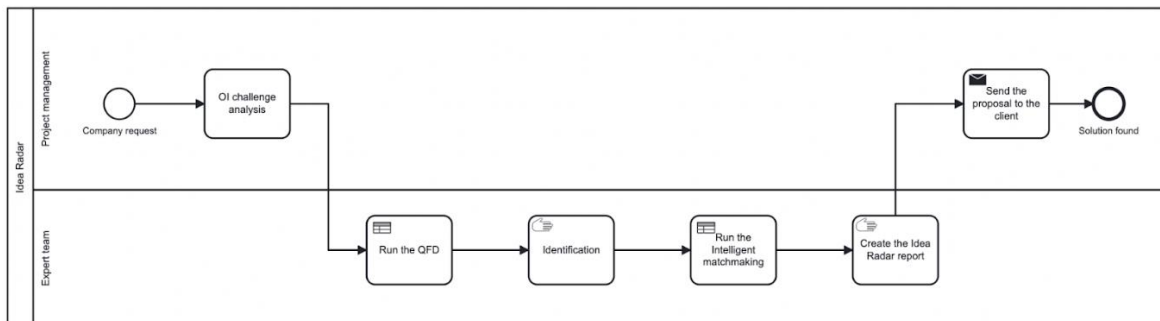 Idea Radar
Project management
Company request
OI challenge
analysis
Send the
proposal to the
client
Solution found
Expert team
Run the QFD
Identification
Run the
Intelligent
matchmaking
Create the Idea
Radar report